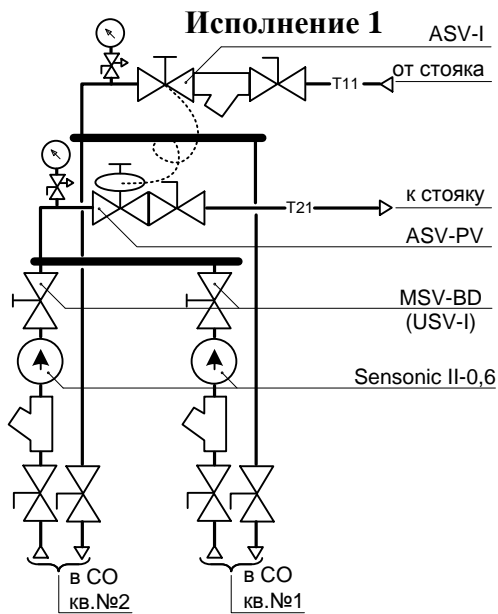 Исполнение 1
ASV-I
T11
от стояка
к стояку
T21
ASV-PV
MSV-BD
(USV-I)
Sensonic II-0,6
в СО
кв.№2
в СО
кв.№1